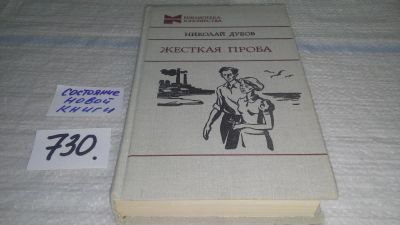 БИБЛИОТЕКА
ЮНОШЕСТВА
НИКОЛАЙ ДУБОВ
ЖЕСТКАЯ ПРОБА
СОСТОЯНИЕ
НОВОЙ
КНИГИ
730.